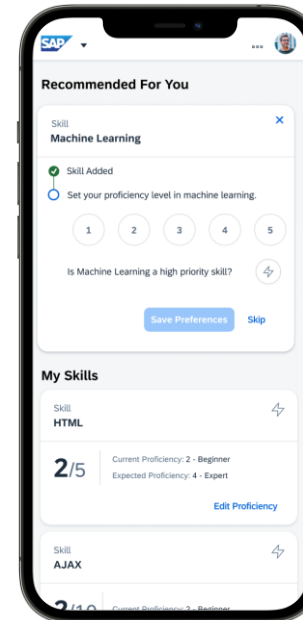 SAP
Recommended For You
Skill
Machine Learning
Skill Added
Set your proficiency level in machine learning.
1 2 3 4 5
Is Machine Learning a high priority skill?
Save Preferences Skip
My Skills
Skill
HTML
2/5
Current Proficiency: 2 - Beginner
Expected Proficiency: 4 - Expert
Edit Proficiency
Skill
AJAX
2/10
Current Proficiency: 2 - Beginner